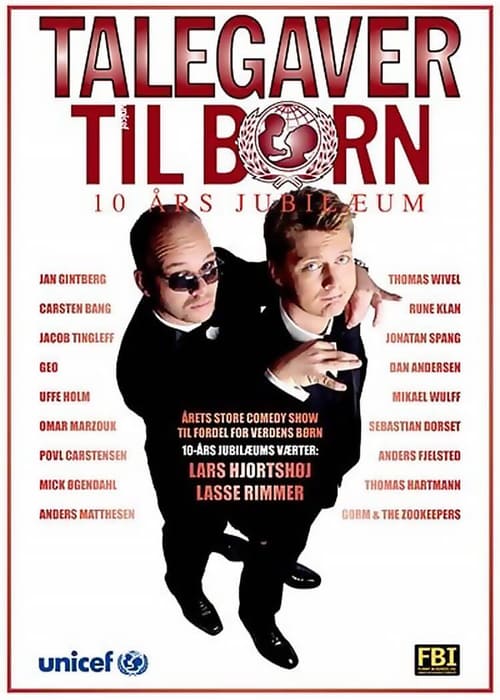 TALEGAVER
TIL BØRN
10 ÅRS JUBILÆUM
JAN GINTBERG
CARSTEN BANG
JACOB TINGLEFF
GEO
UFFE HOLM
OMAR MARZOUK
POVL CARSTENSEN
MICK ØGENDAHL
ANDERS MATTHESEN
THOMAS WIVEL
RUNE KLAN
JONATAN SPANG
DAN ANDERSEN
MIKAEL WULFF
SEBASTIAN DORSET
ANDERS FJELSTED
THOMAS HARTMANN
GORM & THE ZOOKEEPERS
ÅRETS STORE COMEDY SHOW
TIL FORDEL FOR VERDENS BØRN
10-ÅRS JUBILÆUMS VÆRTER:
LARS HJORTSHØJ
LASSE RIMMER
unicef
FBI